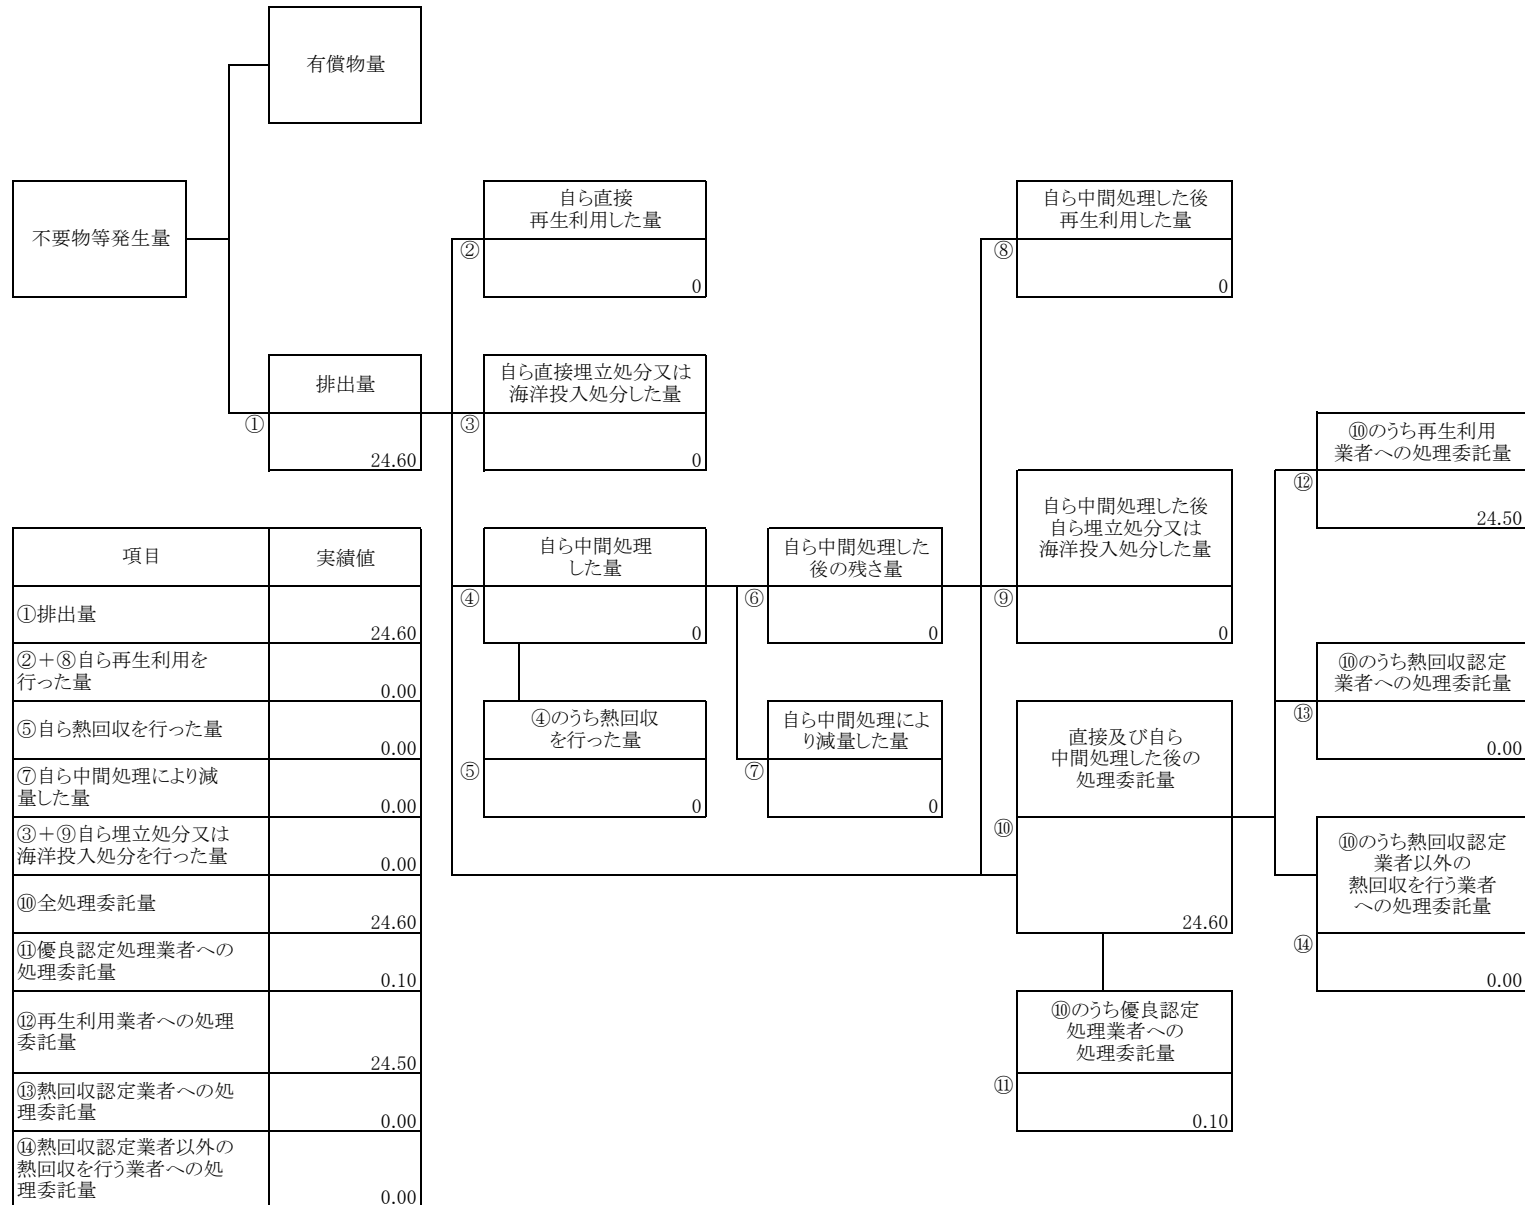 有償物量
不要物等発生量
自ら直接
再生利用した量
②
0
自ら中間処理した後
再生利用した量
⑧
0
排出量
①
24.60
自ら直接埋立処分又は
海洋投入処分した量
③
0
⑩のうち再生利用
業者への処理委託量
⑫
24.50
自ら中間処理した後
自ら埋立処分又は
海洋投入処分した量
⑨
0
自ら中間処理
した量
④
0
自ら中間処理した
後の残さ量
⑥
0
⑩のうち熱回収認定
業者への処理委託量
⑬
0.00
④のうち熱回収
を行った量
⑤
0
自ら中間処理によ
り減量した量
⑦
0
直接及び自ら
中間処理した後の
処理委託量
⑩
24.60
⑩のうち熱回収認定
業者以外の
熱回収を行う業者
への処理委託量
⑭
0.00
⑩のうち優良認定
処理業者への
処理委託量
⑪
0.10
項目 実績値
①排出量
24.60
②+⑧自ら再生利用を
行った量
0.00
⑤自ら熱回収を行った量
0.00
⑦自ら中間処理により減
量した量
0.00
③+⑨自ら埋立処分又は
海洋投入処分を行った量
0.00
⑩全処理委託量
24.60
⑪優良認定処理業者への
処理委託量
0.10
⑫再生利用業者への処理
委託量
24.50
⑬熱回収認定業者への処
理委託量
0.00
⑭熱回収認定業者以外の
熱回収を行う業者への処
理委託量
0.00